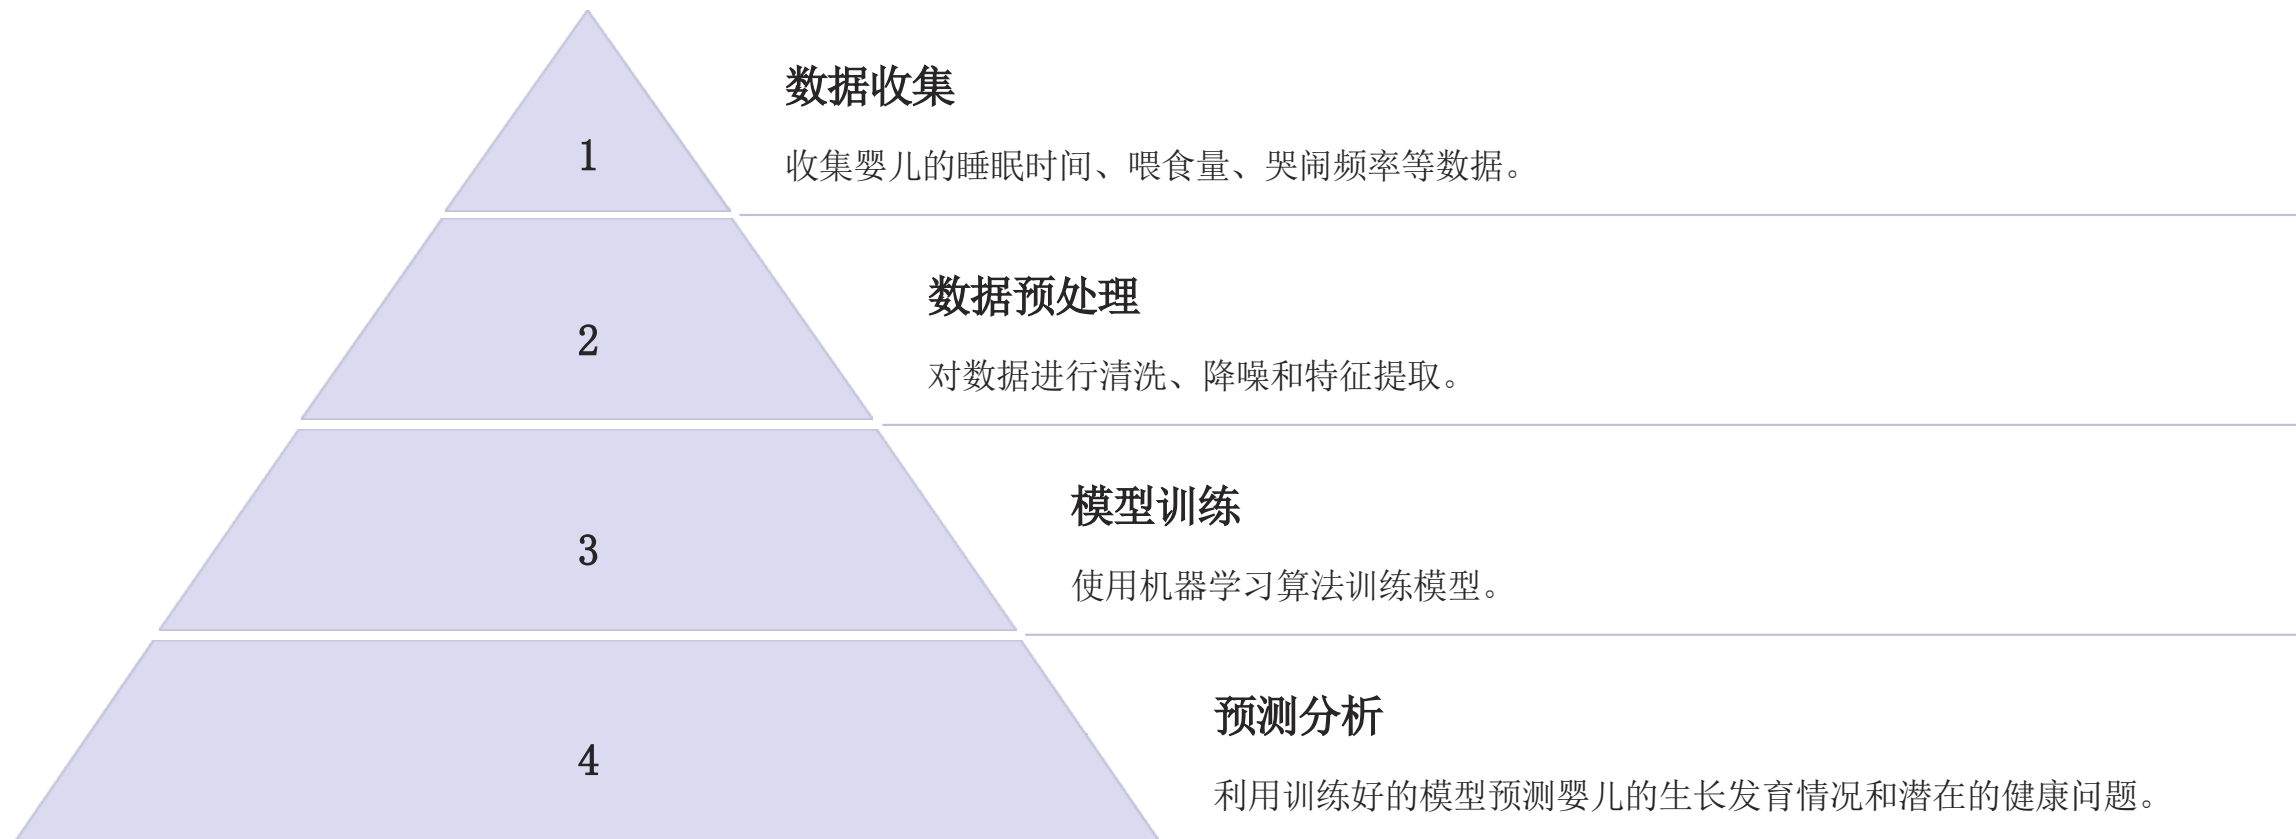 数据收集
1
收集婴儿的睡眠时间、喂食量、哭闹频率等数据。
数据预处理
2
对数据进行清洗、降噪和特征提取。
模型训练
3
使用机器学习算法训练模型。
预测分析
4
利用训练好的模型预测婴儿的生长发育情况和潜在的健康问题。